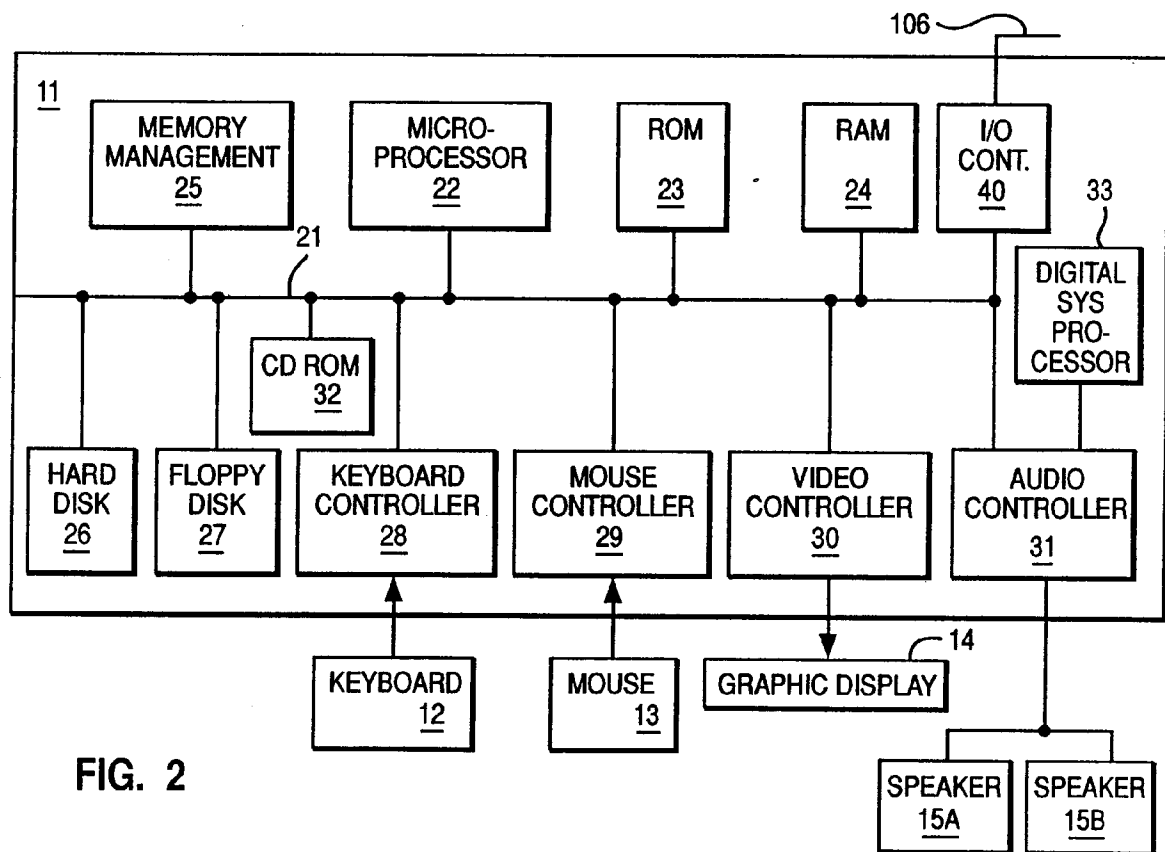 106
11
MEMORY
MANAGEMENT
25
MICRO-
PROCESSOR
22
ROM
23
RAM
24
I/O
CONT.
40
33
DIGITAL
SYS
PRO-
CESSOR
21
CD ROM
32
HARD
DISK
26
FLOPPY
DISK
27
KEYBOARD
CONTROLLER
28
MOUSE
CONTROLLER
29
VIDEO
CONTROLLER
30
AUDIO
CONTROLLER
31
KEYBOARD
12
MOUSE
13
14
GRAPHIC DISPLAY
SPEAKER
15A
SPEAKER
15B
FIG. 2